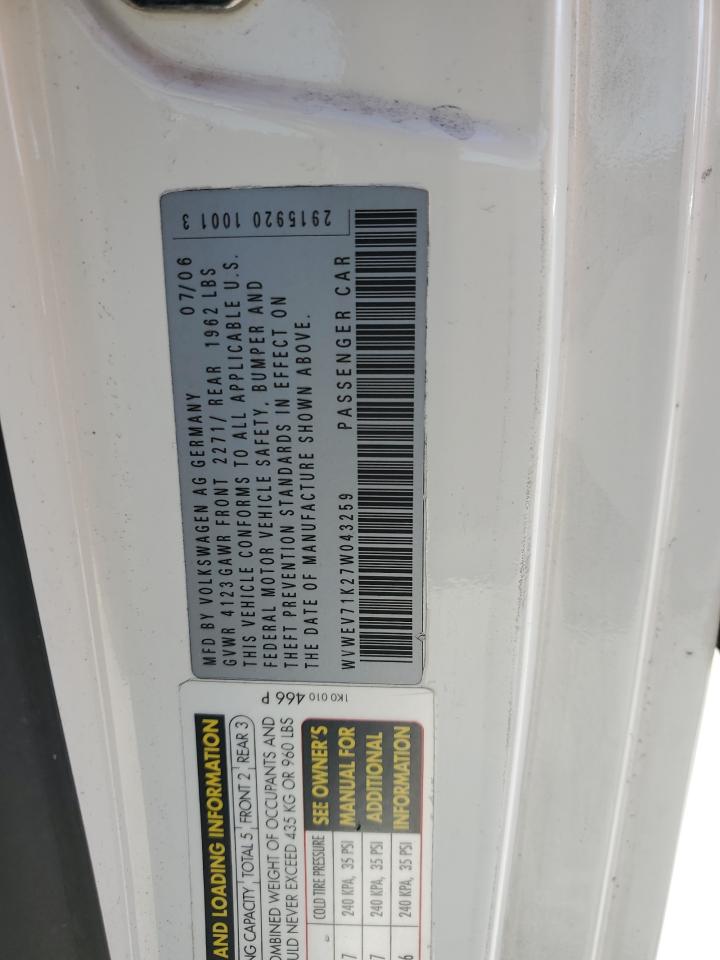 2915920 1001 3
MFD BY VOLKSWAGEN AG GERMANY 07/06
GVWR 4123 GAWR FRONT 2271/ REAR 1962 LBS
THIS VEHICLE CONFORMS TO ALL APPLICABLE U.S.
FEDERAL MOTOR VEHICLE SAFETY, BUMPER AND
THEFT PREVENTION STANDARDS IN EFFECT ON
THE DATE OF MANUFACTURE SHOWN ABOVE.
WVWEV71K27W043259 PASSENGER CAR
1K0 010 466 P
AND LOADING INFORMATION
CAPACITY TOTAL 5 FRONT 2 REAR 3
WEIGHT OF OCCUPANTS AND
NEVER EXCEED 435 KG OR 960 LBS
COLD TIRE PRESSURE SEE OWNER'S
240 KPA, 35 PSI MANUAL FOR
240 KPA, 35 PSI ADDITIONAL
240 KPA, 35 PSI INFORMATION